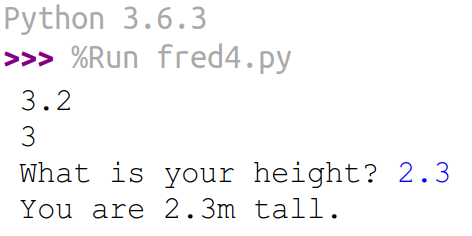 Python 3.6.3
>>> %Run fred4.py
3.2
3
What is your height? 2.3
You are 2.3m tall.